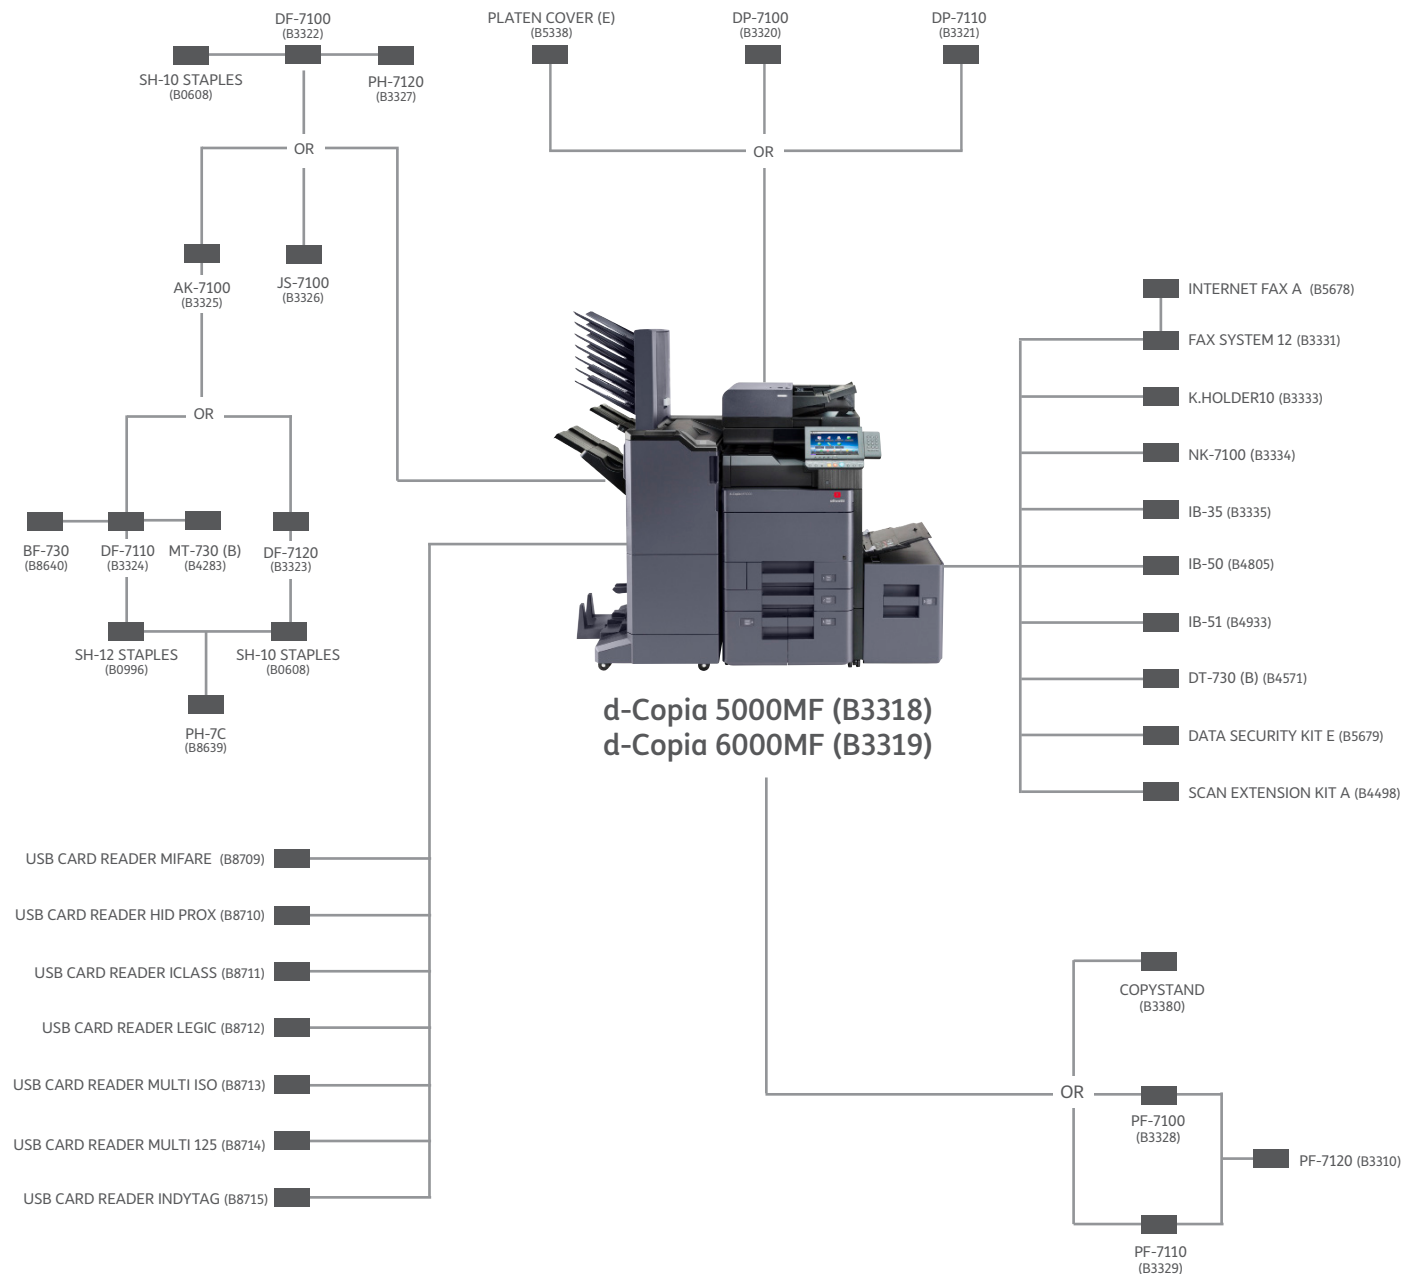 DF-7100
(B3322)
SH-10 STAPLES
(B0608)
PH-7120
(B3327)
OR
AK-7100
(B3325)
JS-7100
(B3326)
OR
BF-730
(B8640)
DF-7110
(B3324)
MT-730 (B)
(B4283)
DF-7120
(B3323)
SH-12 STAPLES
(B0996)
SH-10 STAPLES
(B0608)
PH-7C
(B8639)
PLATEN COVER (E)
(B5338)
DP-7100
(B3320)
DP-7110
(B3321)
OR
d-Copia 5000MF (B3318)
d-Copia 6000MF (B3319)
INTERNET FAX A (B5678)
FAX SYSTEM 12 (B3331)
K.HOLDER10 (B3333)
NK-7100 (B3334)
IB-35 (B3335)
IB-50 (B4805)
IB-51 (B4933)
DT-730 (B) (B4571)
DATA SECURITY KIT E (B5679)
SCAN EXTENSION KIT A (B4498)
USB CARD READER MIFARE (B8709)
USB CARD READER HID PROX (B8710)
USB CARD READER ICLASS (B8711)
USB CARD READER LEGIC (B8712)
USB CARD READER MULTI ISO (B8713)
USB CARD READER MULTI 125 (B8714)
USB CARD READER INDYTAG (B8715)
COPYSTAND
(B3380)
OR
PF-7100
(B3328)
PF-7120 (B3310)
PF-7110
(B3329)